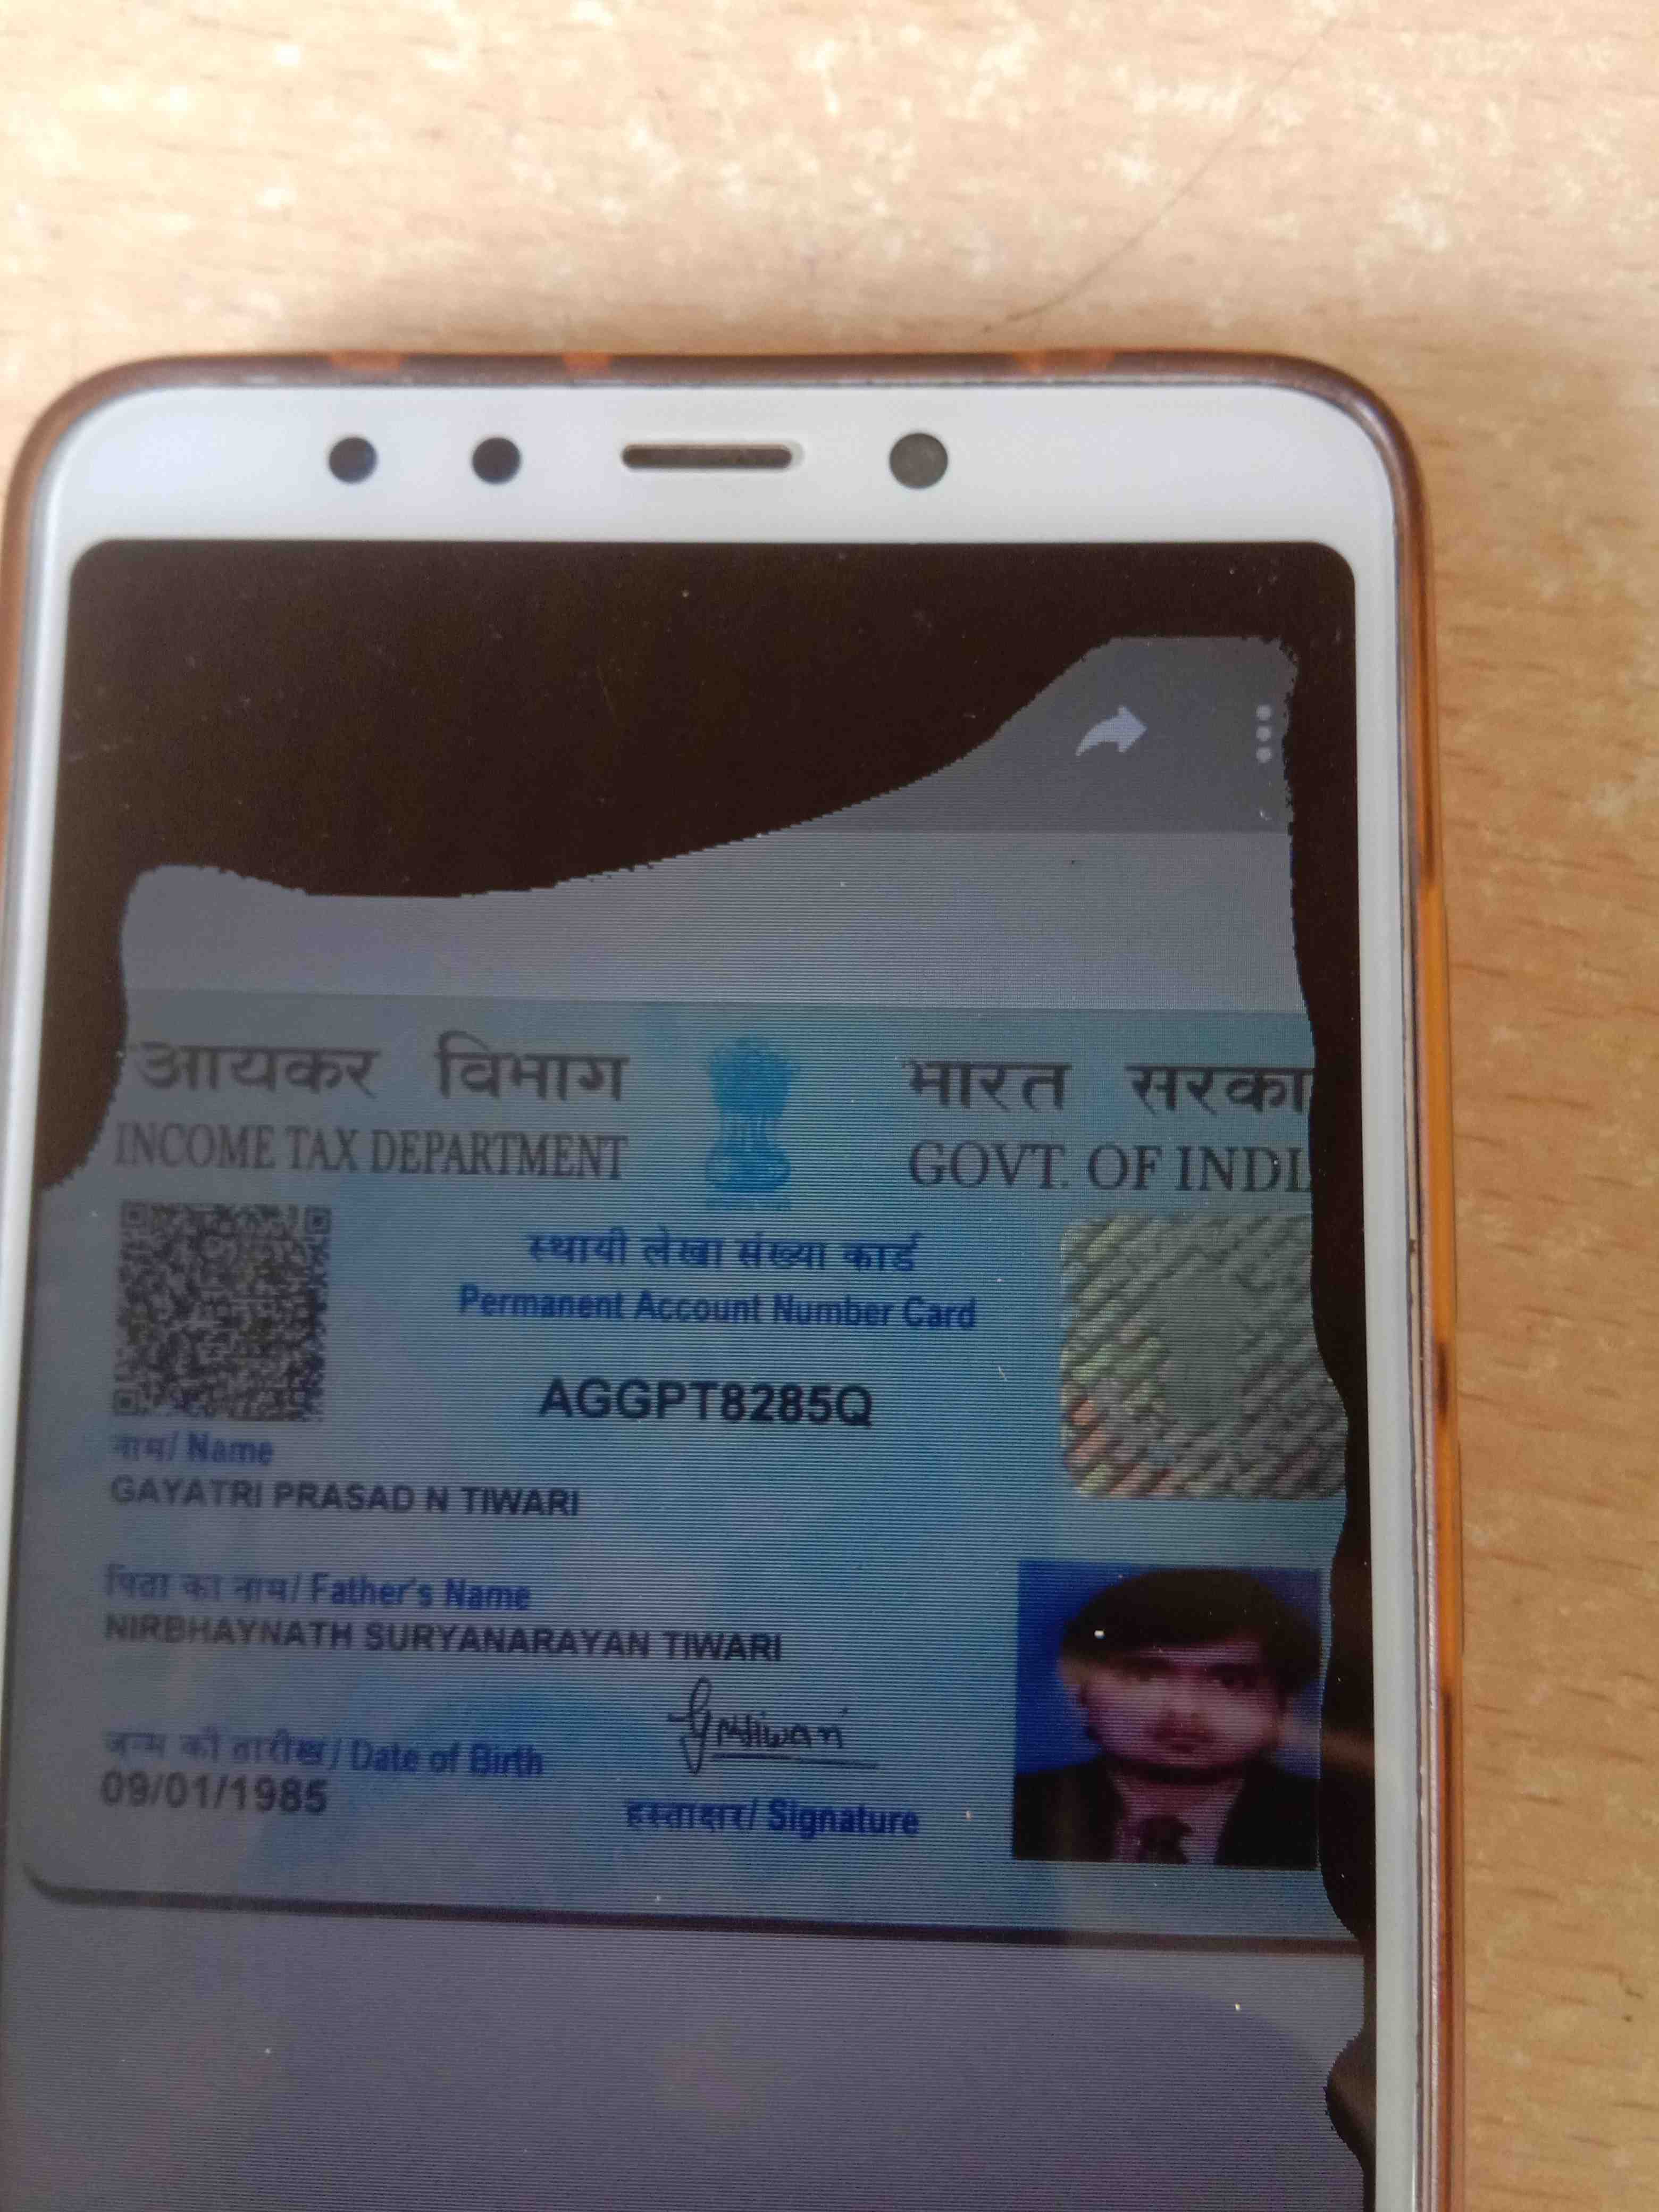 आयकर विभाग
INCOME TAX DEPARTMENT
भारत सरका
GOVT. OF INDI
स्थायी लेखा संख्या कार्ड
Permanent Account Number Card
AGGPT8285Q
नाम/ Name
GAYATRI PRASAD N TIWARI
पिता का नाम/ Father's Name
NIRBHAYNATH SURYANARAYAN TIWARI
जन्म की तारीख/ Date of Birth
09/01/1985
हस्ताक्षर/ Signature